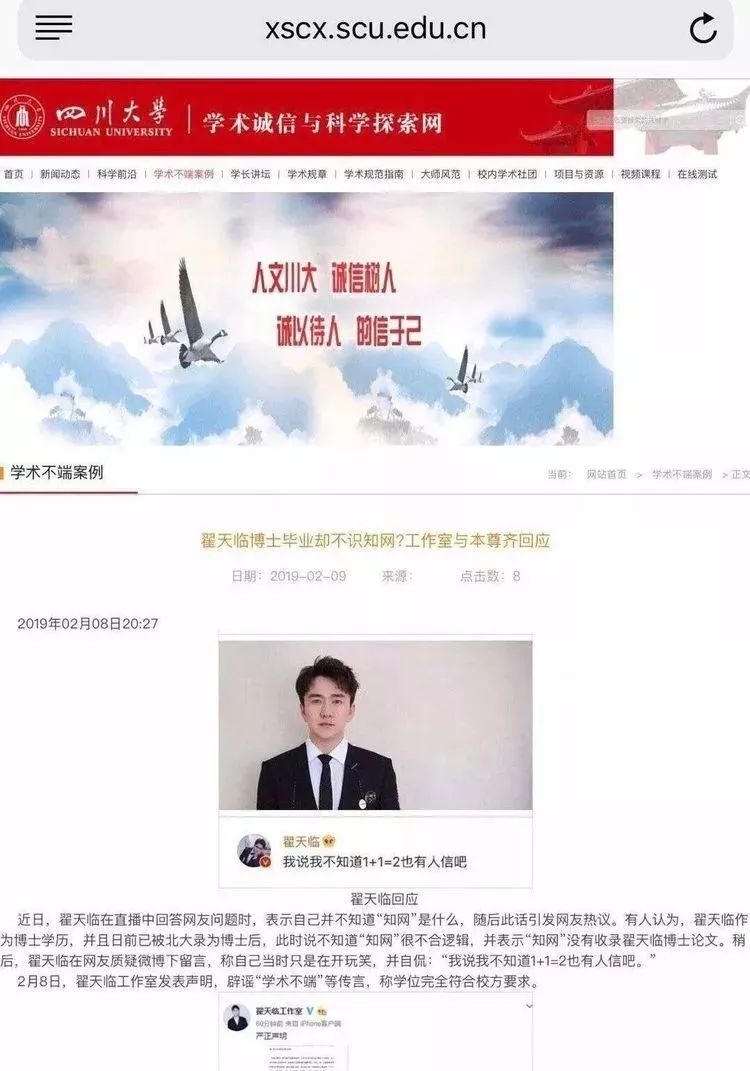 xscx.scu.edu.cn
四川大學
SICHUAN UNIVERSITY
学术诚信与科学探索网
首页 | 新闻动态 | 科学前沿 | 学术不端案例 | 学长讲坛 | 学术规章 | 学术规范指南 | 大师风范 | 校内学术社团 | 项目与资源 | 视频课程 | 在线测试
人文川大 诚信树人
诚以待人 的信于己
学术不端案例
当前: 网站首页 > 学术不端案例 > 正文
翟天临博士毕业却不识知网?工作室与本尊齐回应
日期: 2019-02-09 来源: 点击数: 8
2019年02月08日20:27
翟天临
我说我不知道1+1=2也有人信吧
翟天临回应
近日，翟天临在直播中回答网友问题时，表示自己并不知道“知网”是什么，随后此话引发网友热议。有人认为，翟天临作
为博士学历，并且日前已被北大录为博士后，此时说不知道“知网”很不合逻辑，并表示“知网”没有收录翟天临博士论文。稍
后，翟天临在网友质疑微博下留言，称自己当时只是在开玩笑，并自侃：“我说我不知道1+1=2也有人信吧。”
2月8日，翟天临工作室发表声明，辟谣“学术不端”等传言，称学位完全符合校方要求。
翟天临工作室
60分钟前 来自 iPhone客户端
严正声明